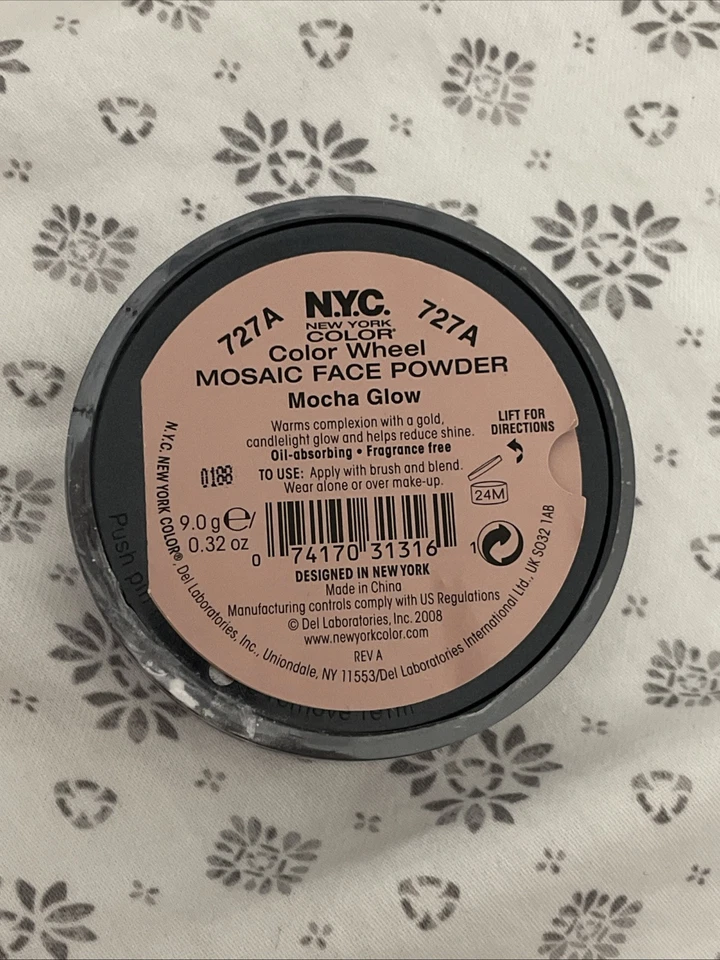 727A
N.Y.C.
727A
NEW YORK
COLOR®
Color Wheel
MOSAIC FACE POWDER
Mocha Glow
Warms complexion with a gold,
candlelight glow and helps reduce shine.
Oil-absorbing • Fragrance free
LIFT FOR
DIRECTIONS
0188
TO USE: Apply with brush and blend.
Wear alone or over make-up.
24M
9.0 g ℮/
0.32 oz
0 74170 31316 1
DESIGNED IN NEW YORK
Made in China
Manufacturing controls comply with US Regulations
© Del Laboratories, Inc. 2008
www.newyorkcolor.com
REV A
N.Y.C. NEW YORK COLOR®, Del Laboratories, Inc., Uniondale, NY 11553/Del Laboratories International Ltd., UK SO32 1AB
Push pin
remove refill